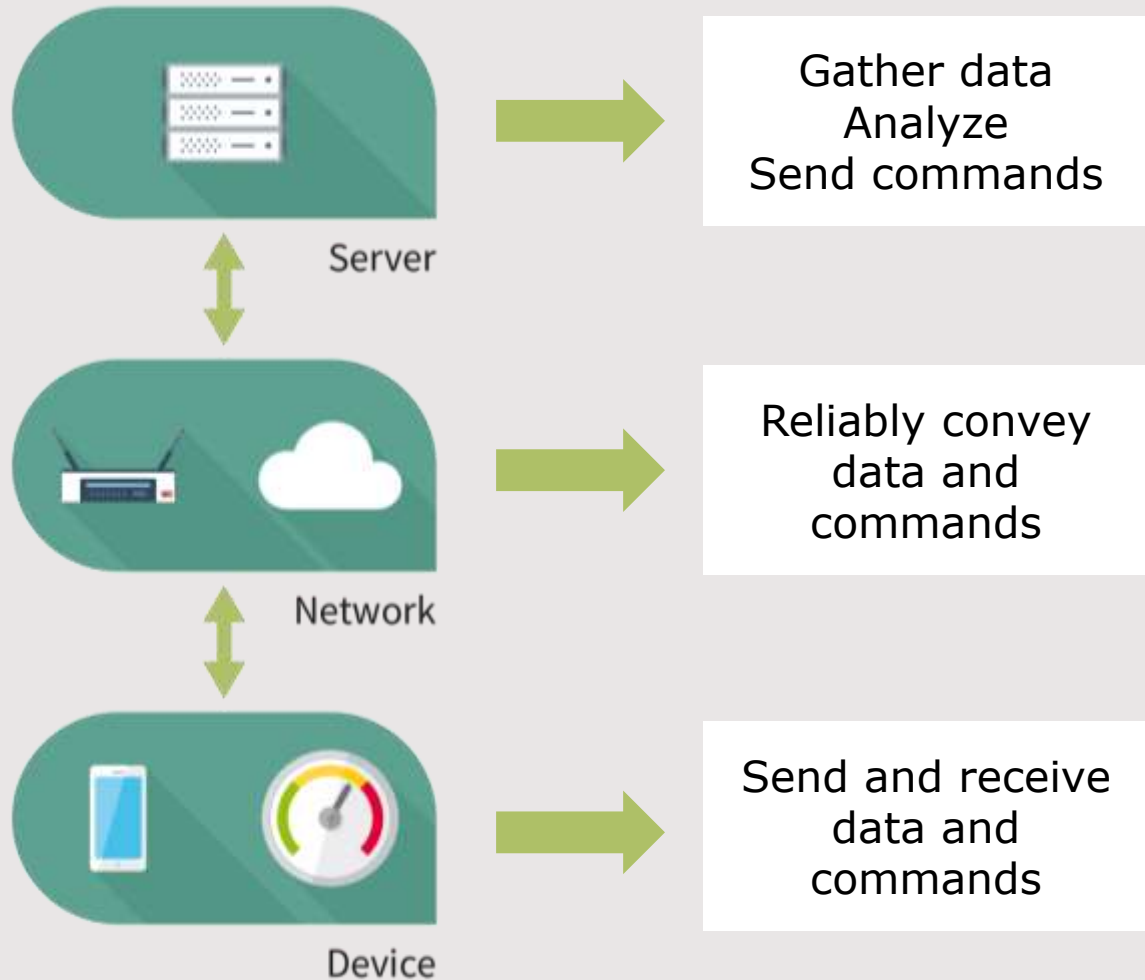 Gather data
Analyze
Send commands
Server
Reliably convey
data and
commands
Network
Send and receive
data and
commands
Device